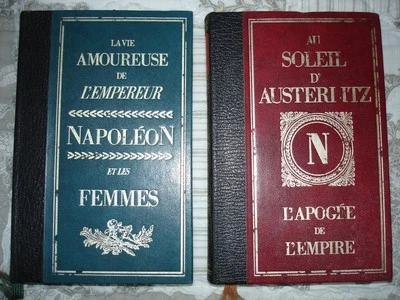 LA VIE
AMOUREUSE
DE
L'EMPEREUR
NAPOLÉON
ET LES
FEMMES
AU
SOLEIL
D'
AUSTERLITZ
N
L'APOGÉE
DE
L'EMPIRE